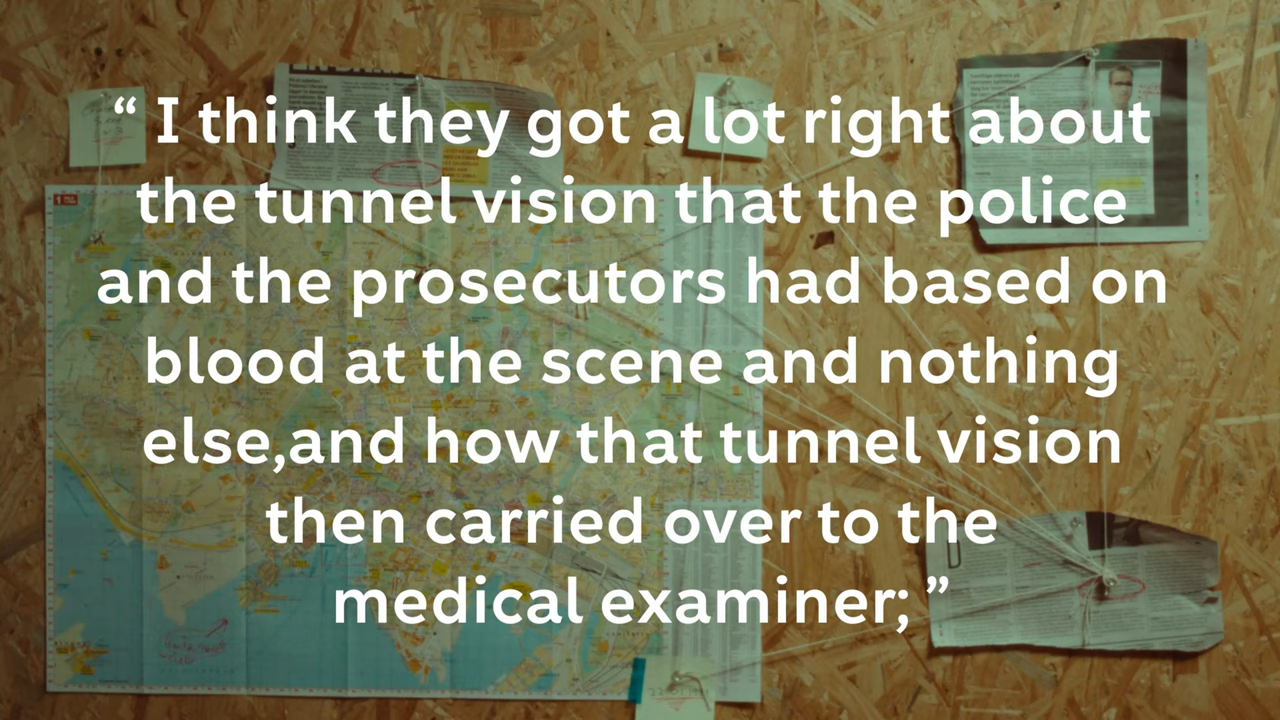 “ I think they got a lot right about
the tunnel vision that the police
and the prosecutors had based on
blood at the scene and nothing
else,and how that tunnel vision
then carried over to the
medical examiner; ”